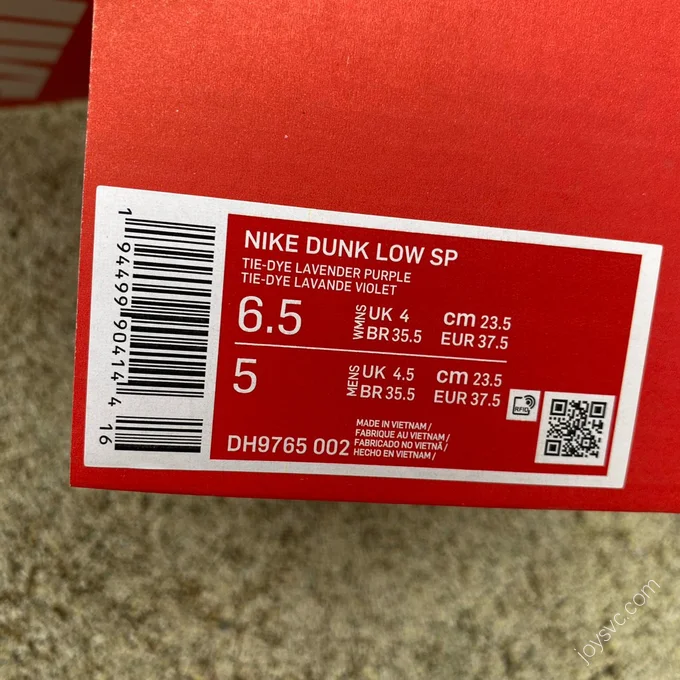 NIKE DUNK LOW SP
TIE-DYE LAVENDER PURPLE
TIE-DYE LAVANDE VIOLET
6.5 WMNS UK 4 cm 23.5
BR 35.5 EUR 37.5
5 MENS UK 4.5 cm 23.5
BR 35.5 EUR 37.5
RFID
DH9765 002
MADE IN VIETNAM /
FABRIQUE AU VIETNAM /
FABRICADO NO VIETNÃ /
HECHO EN VIETNAM /
1 94499 90414 4 16
joysvc.com